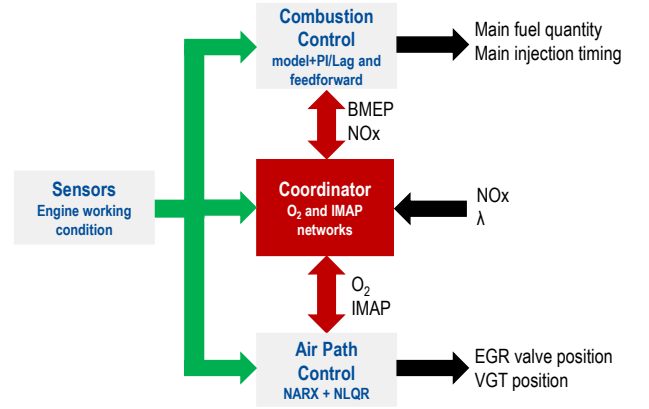 Combustion
Control
model+PI/Lag and
feedforward
Main fuel quantity
Main injection timing
BMEP
NOx
Sensors
Engine working
condition
Coordinator
O₂ and IMAP
networks
NOx
λ
O₂
IMAP
Air Path
Control
NARX + NLQR
EGR valve position
VGT position